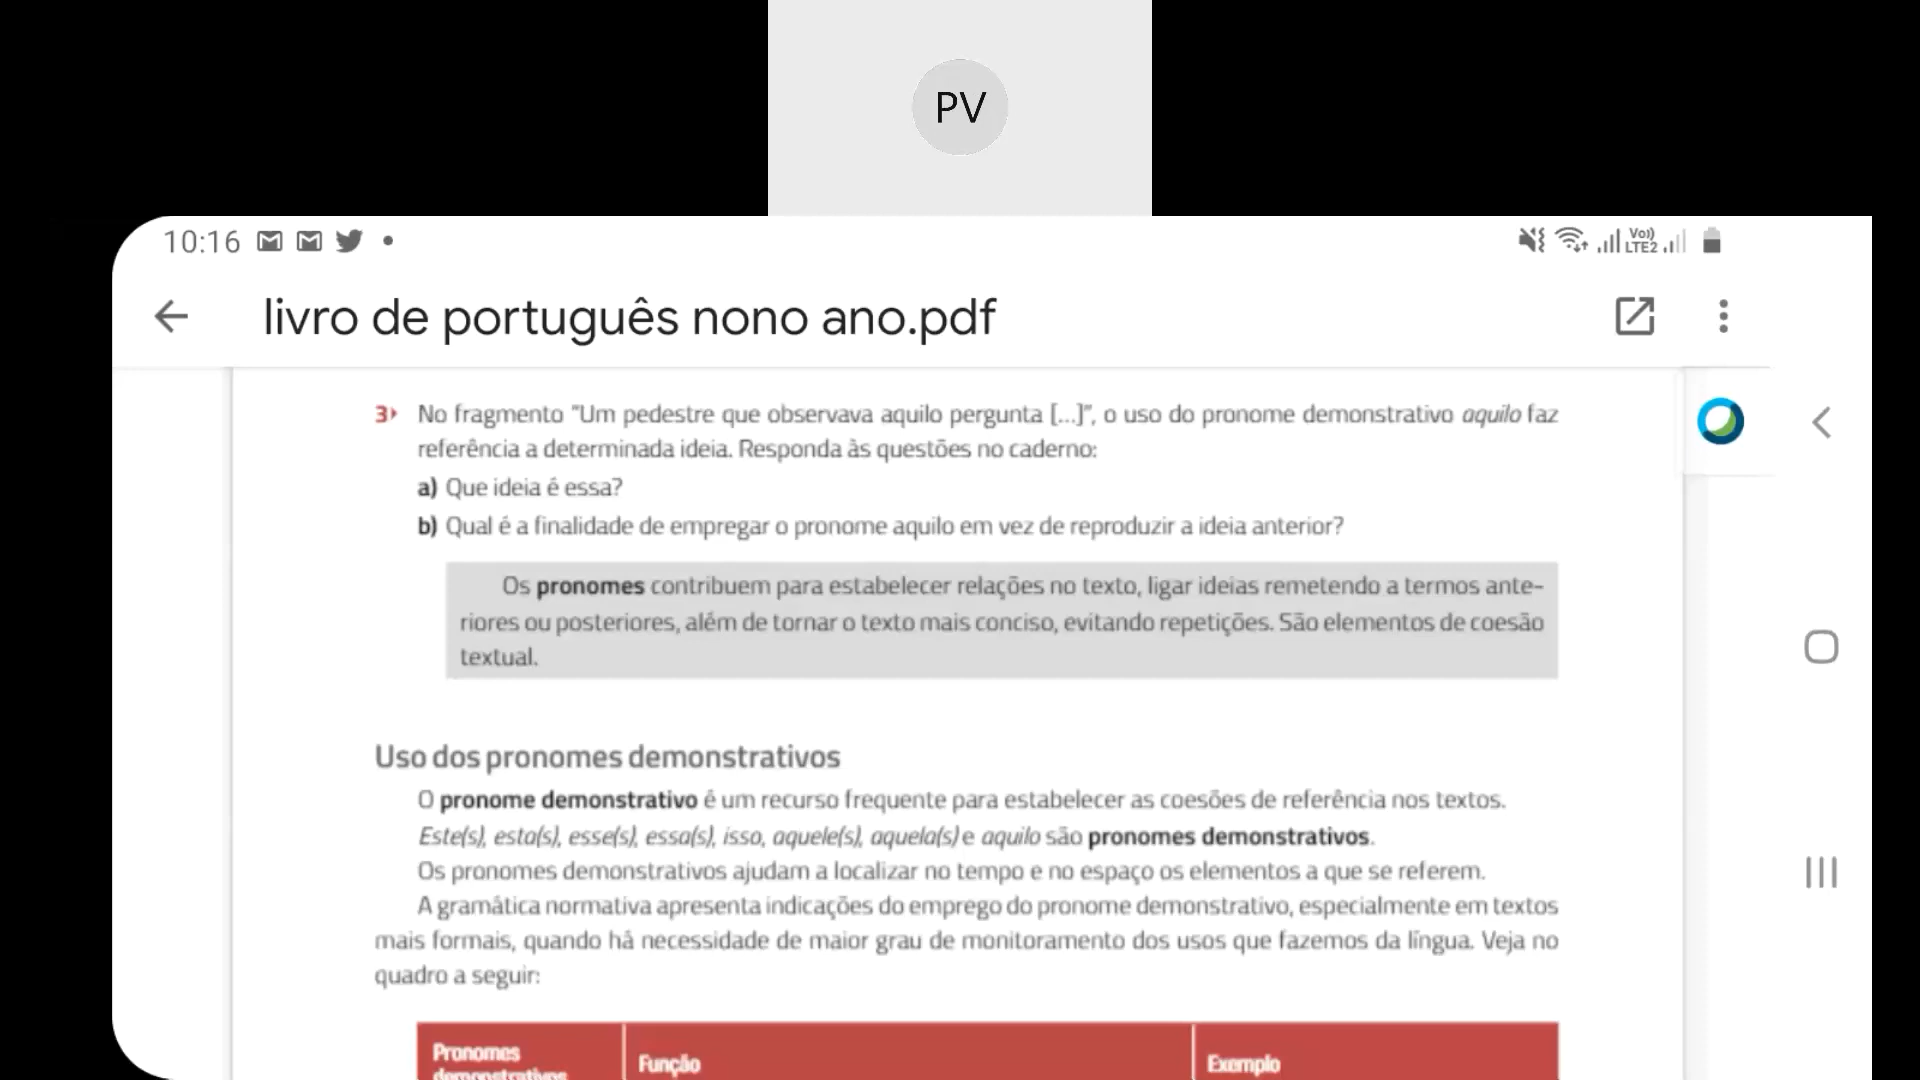 PV
10:16
Vo))
LTE2
livro de português nono ano.pdf
3 No fragmento "Um pedestre que observava aquilo pergunta [...]", o uso do pronome demonstrativo aquilo faz
referência a determinada ideia. Responda às questões no caderno:
a) Que ideia é essa?
b) Qual é a finalidade de empregar o pronome aquilo em vez de reproduzir a ideia anterior?
Os pronomes contribuem para estabelecer relações no texto, ligar ideias remetendo a termos ante-
riores ou posteriores, além de tornar o texto mais conciso, evitando repetições. São elementos de coesão
textual.
Uso dos pronomes demonstrativos
O pronome demonstrativo é um recurso frequente para estabelecer as coesões de referência nos textos.
Este(s), esta(s), esse(s), essa(s), isso, aquele(s), aquela(s) e aquilo são pronomes demonstrativos.
Os pronomes demonstrativos ajudam a localizar no tempo e no espaço os elementos a que se referem.
A gramática normativa apresenta indicações do emprego do pronome demonstrativo, especialmente em textos
mais formais, quando há necessidade de maior grau de monitoramento dos usos que fazemos da língua. Veja no
quadro a seguir:
Pronomes
demonstrativos
Função
Exemplo